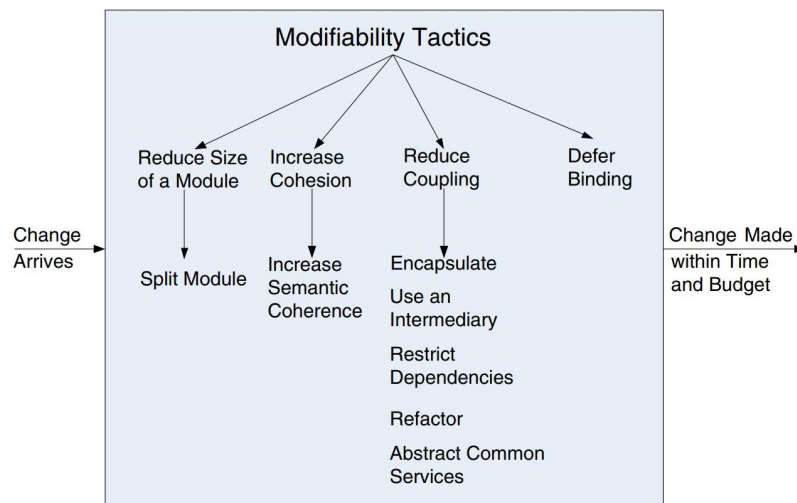 Modifiability Tactics
Reduce Size
of a Module
Increase
Cohesion
Reduce
Coupling
Defer
Binding
Change
Arrives
Split Module
Increase
Semantic
Coherence
Encapsulate
Use an
Intermediary
Restrict
Dependencies
Refactor
Abstract Common
Services
Change Made
within Time
and Budget